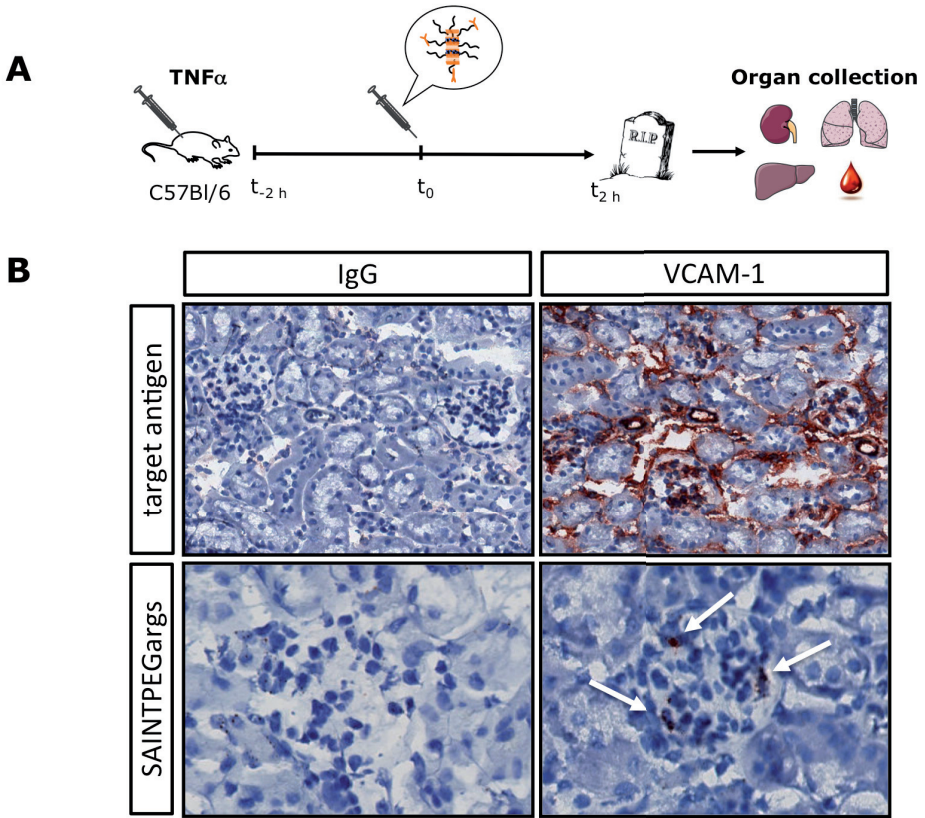 A
TNFα
Organ collection
R.I.P
C57Bl/6
t-2 h
t0
t2 h
B
IgG
VCAM-1
target antigen
SAINTPEGargs